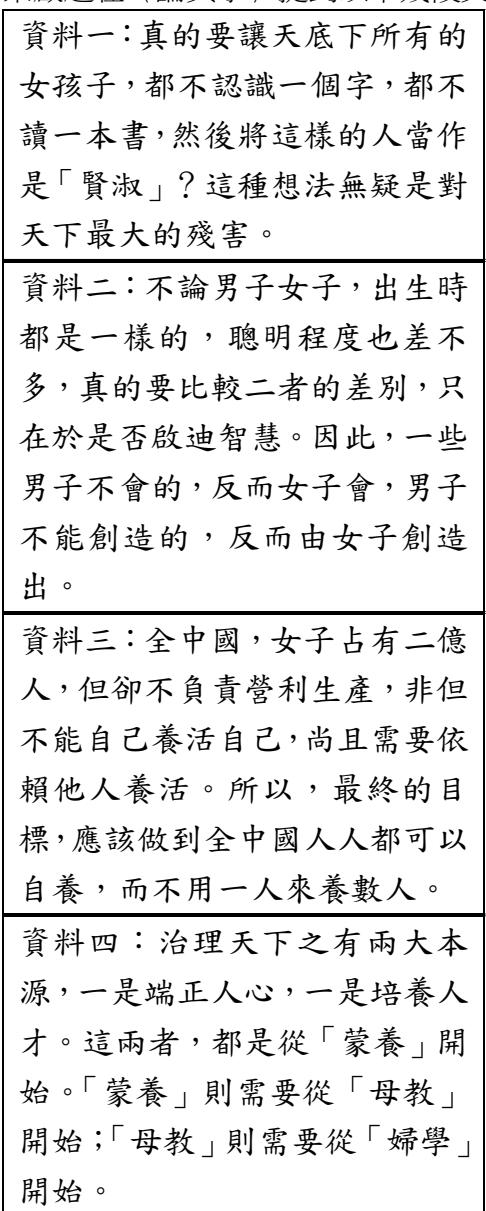 資料一：真的要讓天底下所有的
女孩子，都不認識一個字，都不
讀一本書，然後將這樣的人當作
是「賢淑」？這種想法無疑是對
天下最大的殘害。
資料二：不論男子女子，出生時
都是一樣的，聰明程度也差不
多，真的要比較二者的差別，只
在於是否啟迪智慧。因此，一些
男子不會的，反而女子會，男子
不能創造的，反而由女子創造
出。
資料三：全中國，女子占有二億
人，但卻不負責營利生產，非但
不能自己養活自己，尚且需要依
賴他人養活。所以，最終的目
標，應該做到全中國人人都可以
自養，而不用一人來養數人。
資料四：治理天下之有兩大本
源，一是端正人心，一是培養人
才。這兩者，都是從「蒙養」開
始。「蒙養」則需要從「母教」
開始；「母教」則需要從「婦學」
開始。